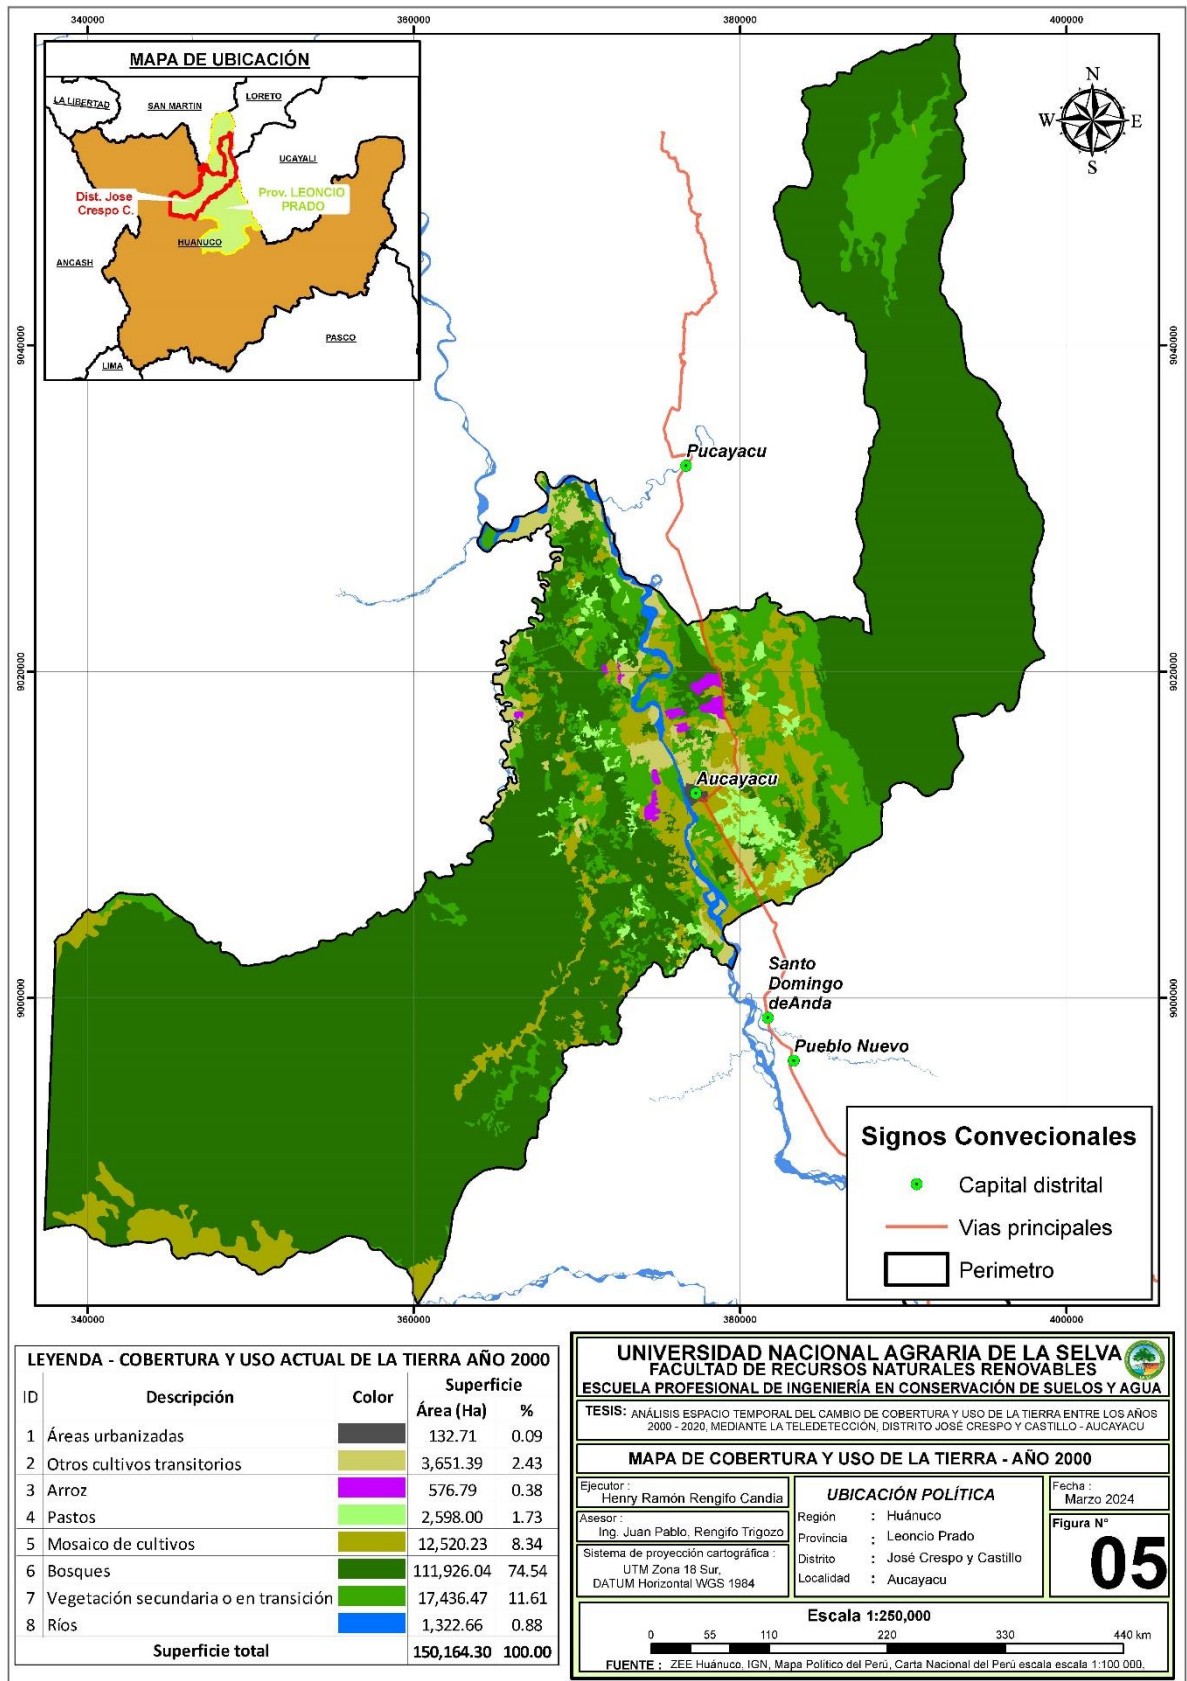 340000 360000 380000 400000
MAPA DE UBICACIÓN
LA LIBERTAD
SAN MARTIN
LORETO
UCAYALI
Dist. Jose
Crespo C.
Prov. LEONCIO
PRADO
HUANUCO
ANCASH
PASCO
LIMA
N
W E
S
9040000 9040000
Pucayacu
9020000 9020000
Aucayacu
Santo
Domingo
deAnda
9000000 9000000
Pueblo Nuevo
Signos Convecionales
Capital distrital
Vias principales
Perimetro
340000 360000 380000 400000
LEYENDA - COBERTURA Y USO ACTUAL DE LA TIERRA AÑO 2000
ID Descripción Color Superficie
Área (Ha) %
1 Áreas urbanizadas 132.71 0.09
2 Otros cultivos transitorios 3,651.39 2.43
3 Arroz 576.79 0.38
4 Pastos 2,598.00 1.73
5 Mosaico de cultivos 12,520.23 8.34
6 Bosques 111,926.04 74.54
7 Vegetación secundaria o en transición 17,436.47 11.61
8 Ríos 1,322.66 0.88
Superficie total 150,164.30 100.00
UNIVERSIDAD NACIONAL AGRARIA DE LA SELVA
FACULTAD DE RECURSOS NATURALES RENOVABLES
ESCUELA PROFESIONAL DE INGENIERÍA EN CONSERVACIÓN DE SUELOS Y AGUA
TESIS: ANÁLISIS ESPACIO TEMPORAL DEL CAMBIO DE COBERTURA Y USO DE LA TIERRA ENTRE LOS AÑOS
2000 - 2020, MEDIANTE LA TELEDETECCIÓN, DISTRITO JOSÉ CRESPO Y CASTILLO - AUCAYACU
MAPA DE COBERTURA Y USO DE LA TIERRA - AÑO 2000
Ejecutor :
Henry Ramón Rengifo Candia
Asesor :
Ing. Juan Pablo, Rengifo Trigozo
Sistema de proyección cartográfica :
UTM Zona 18 Sur,
DATUM Horizontal WGS 1984
UBICACIÓN POLÍTICA
Región : Huánuco
Provincia : Leoncio Prado
Distrito : José Crespo y Castillo
Localidad : Aucayacu
Fecha :
Marzo 2024
Figura N°
05
Escala 1:250,000
0 55 110 220 330 440 km
FUENTE : ZEE Huánuco, IGN, Mapa Politico del Perú, Carta Nacional del Perú escala escala 1:100 000,